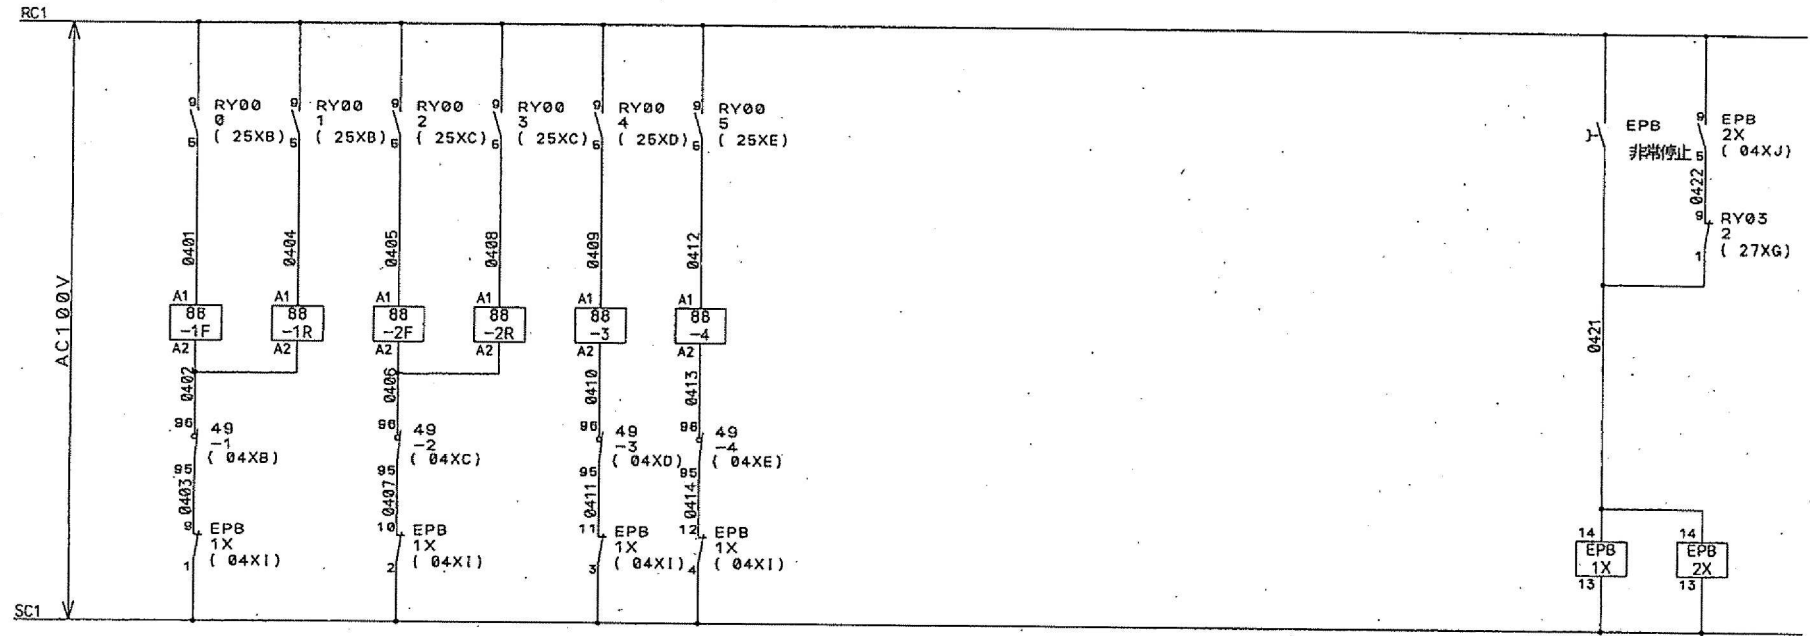 RC1
9 RY00
0
5 ( 25XB)
9 RY00
1
5 ( 25XB)
9 RY00
2
6 ( 25XC)
9 RY00
3
6 ( 25XC)
9 RY00
4
6 ( 25XD)
9 RY00
5
6 ( 25XE)
EPB
非常停止
9 EPB
2X
5 ( 04XJ)
0422
9 RY03
2
1 ( 27XG)
0401
0404
0405
0408
0409
0412
0421
AC100V
A1
88
-1F
A2
A1
88
-1R
A2
A1
88
-2F
A2
A1
88
-2R
A2
A1
88
-3
A2
A1
88
-4
A2
0402
0406
0410
0413
96 49
-1
( 04XB)
95
96 49
-2
( 04XC)
95
96 49
-3
( 04XD)
95
96 49
-4
( 04XE)
95
0403
0407
0411
0414
9 EPB
1X
1 ( 04XI)
10 EPB
1X
2 ( 04XI)
11 EPB
1X
3 ( 04XI)
12 EPB
1X
4 ( 04XI)
14
EPB
1X
13
14
EPB
2X
13
SC1